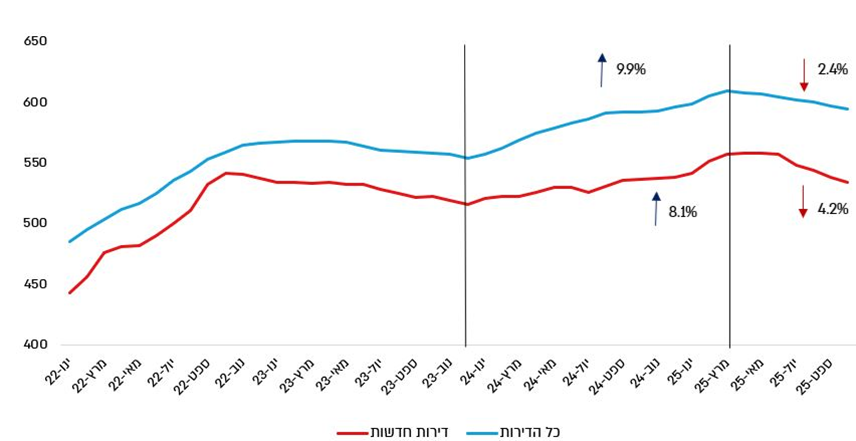 650
600
550
500
450
400
9.9%
2.4%
8.1%
4.2%
ינו-22
מרץ-22
מאי-22
יול-22
ספט-22
נוב-22
ינו-23
מרץ-23
מאי-23
יול-23
ספט-23
נוב-23
ינו-24
מרץ-24
מאי-24
יול-24
ספט-24
נוב-24
ינו-25
מרץ-25
מאי-25
יול-25
ספט-25
כל הדירות
דירות חדשות